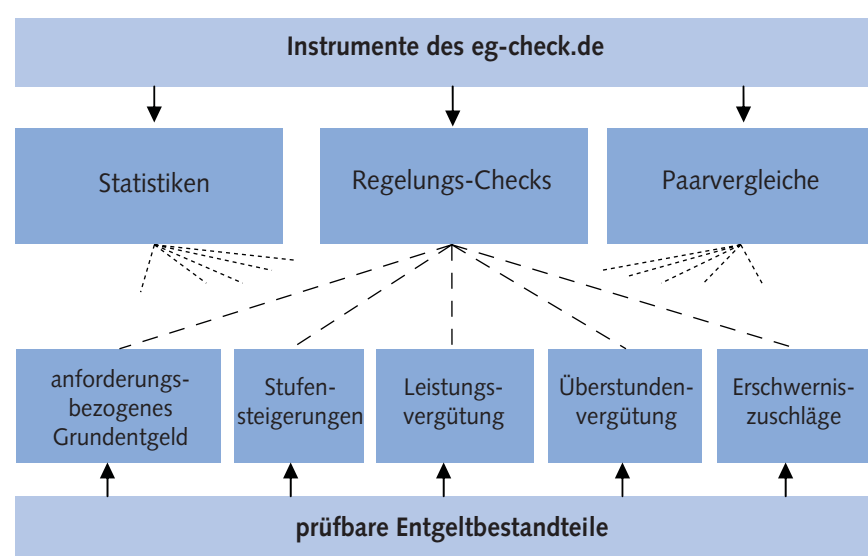 Instrumente des eg-check.de
Statistiken
Regelungs-Checks
Paarvergleiche
anforderungs-
bezogenes
Grundentgeld
Stufen-
steigerungen
Leistungs-
vergütung
Überstunden-
vergütung
Erschwernis-
zuschläge
prüfbare Entgeltbestandteile